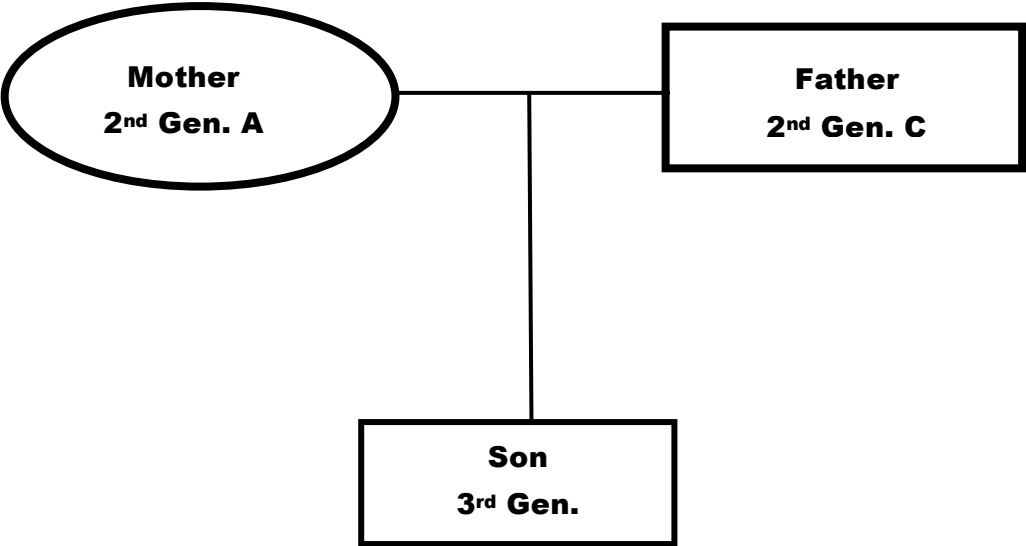 Mother
2nd Gen. A
Father
2nd Gen. C
Son
3rd Gen.